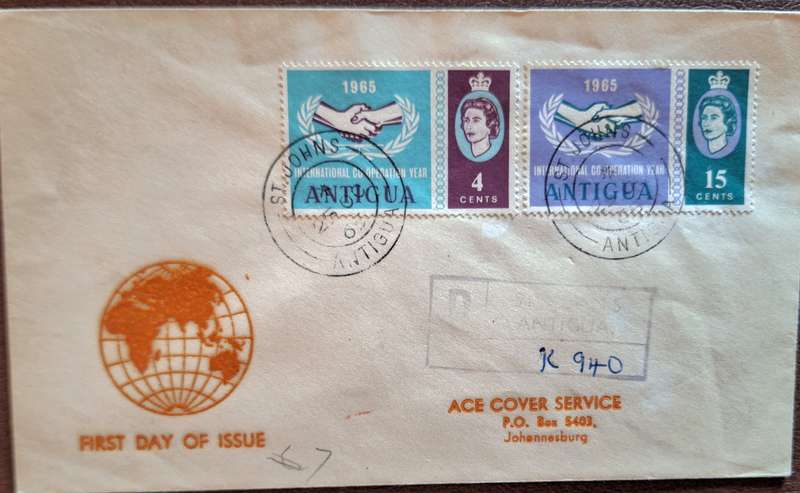 1965
INTERNATIONAL CO-OPERATION YEAR
ANTIGUA
4
CENTS
1965
INTERNATIONAL CO-OPERATION YEAR
ANTIGUA
15
CENTS
ST. JOHNS
ANTIGUA
JOHNS
R
ANTIGUA
K 940
ACE COVER SERVICE
P.O. Box 5403,
Johannesburg
FIRST DAY OF ISSUE